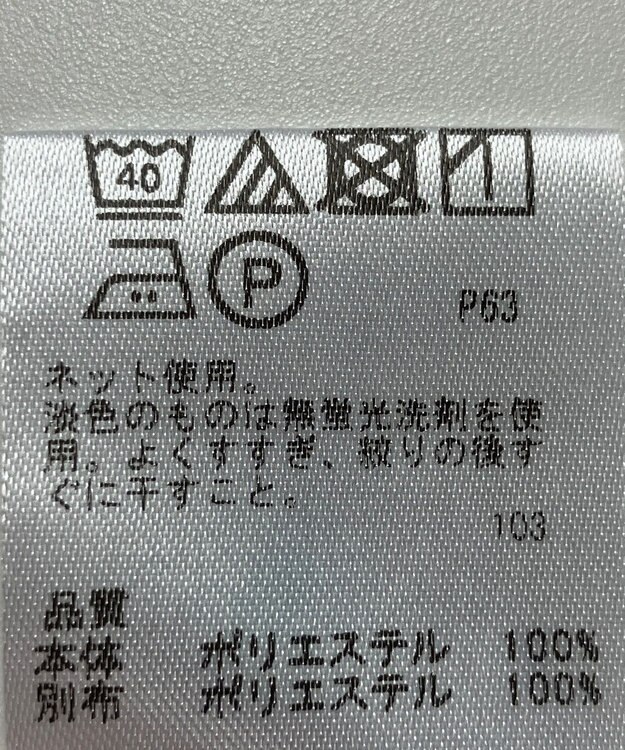 40
P
P63
ネット使用。
淡色のものは無蛍光洗剤を使
用。よくすすぎ、絞りの後す
ぐに干すこと。
103
品質
本体 ポリエステル 100%
別布 ポリエステル 100%